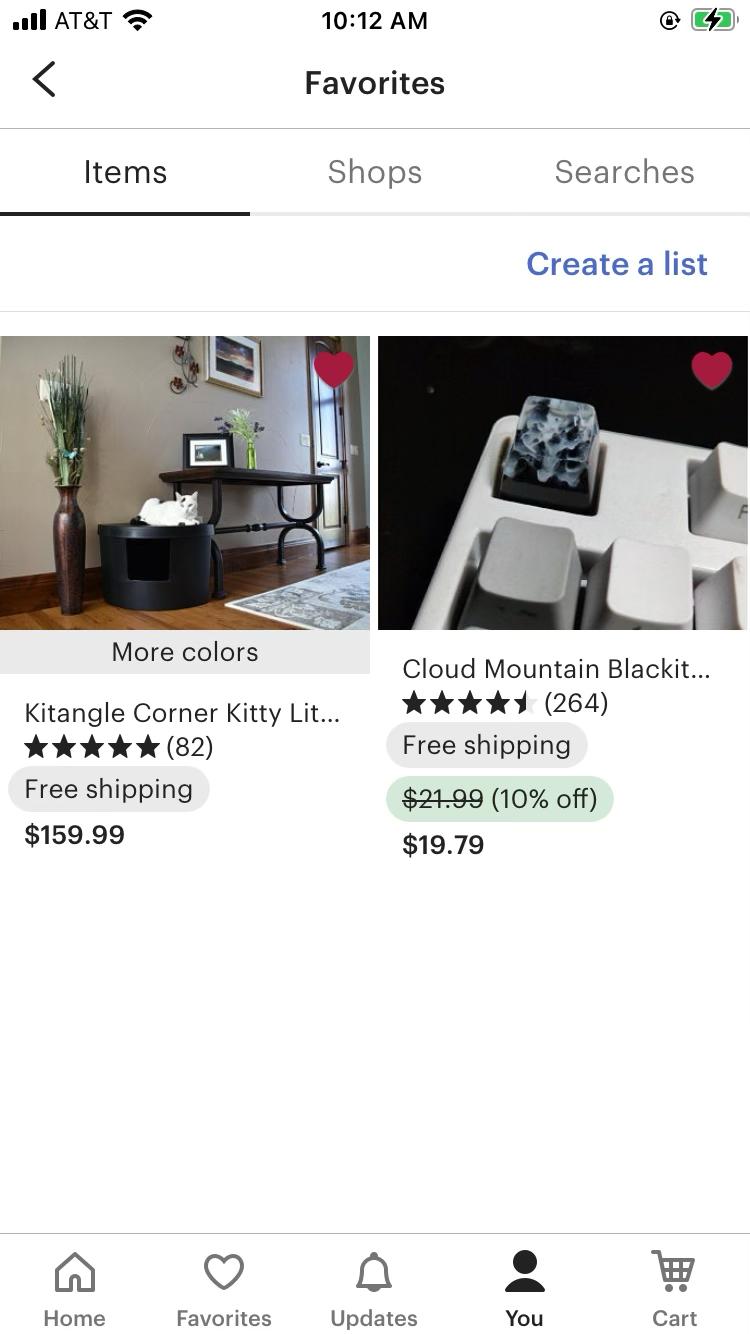 AT&T 10:12 AM
Favorites
Items Shops Searches
Create a list
More colors
Kitangle Corner Kitty Lit...
(82)
Free shipping
$159.99
Cloud Mountain Blackit...
(264)
Free shipping
$21.99 (10% off)
$19.79
Home Favorites Updates You Cart